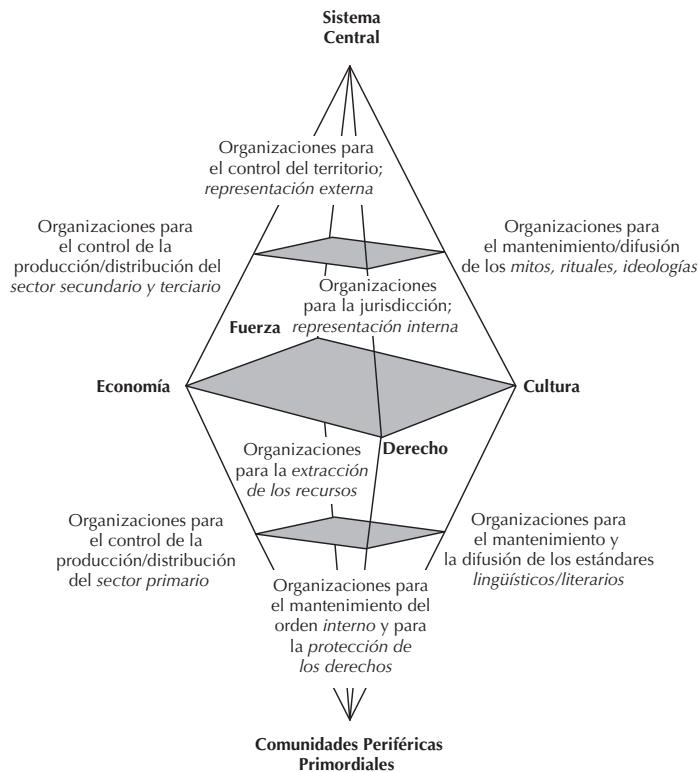 Sistema
Central
Organizaciones para
el control del territorio;
representación externa
Organizaciones para
el control de la
producción/distribución del
sector secundario y terciario
Organizaciones para
el mantenimiento/difusión
de los mitos, rituales, ideologías
Organizaciones
para la jurisdicción;
representación interna
Fuerza
Economía
Cultura
Derecho
Organizaciones
para la extracción
de los recursos
Organizaciones para
el control de la
producción/distribución
del sector primario
Organizaciones para
el mantenimiento y
la difusión de los estándares
lingüísticos/literarios
Organizaciones para
el mantenimiento del
orden interno y para
la protección de
los derechos
Comunidades Periféricas
Primordiales